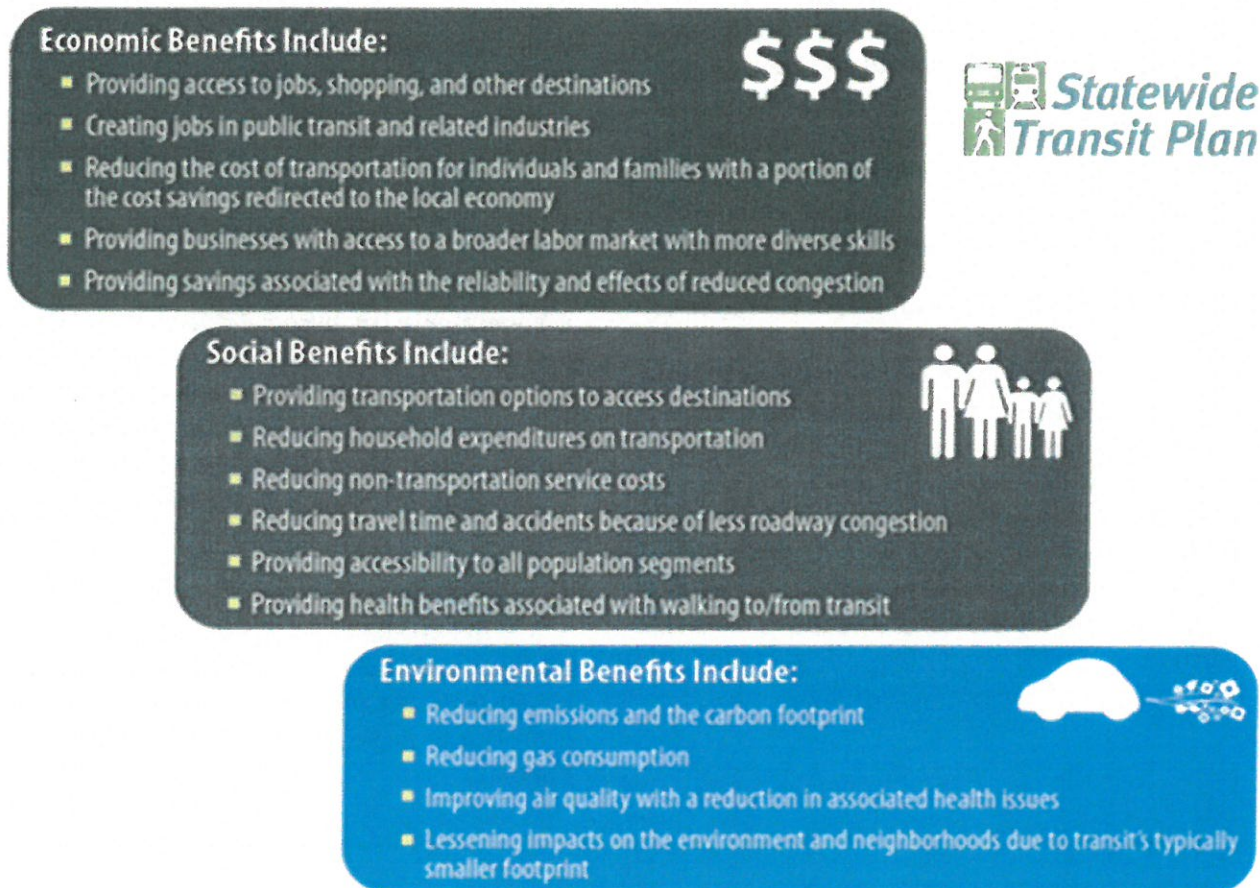 Economic Benefits Include:
$$$
▪ Providing access to jobs, shopping, and other destinations
▪ Creating jobs in public transit and related industries
▪ Reducing the cost of transportation for individuals and families with a portion of
the cost savings redirected to the local economy
▪ Providing businesses with access to a broader labor market with more diverse skills
▪ Providing savings associated with the reliability and effects of reduced congestion
Statewide
Transit Plan
Social Benefits Include:
▪ Providing transportation options to access destinations
▪ Reducing household expenditures on transportation
▪ Reducing non-transportation service costs
▪ Reducing travel time and accidents because of less roadway congestion
▪ Providing accessibility to all population segments
▪ Providing health benefits associated with walking to/from transit
Environmental Benefits Include:
▪ Reducing emissions and the carbon footprint
▪ Reducing gas consumption
▪ Improving air quality with a reduction in associated health issues
▪ Lessening impacts on the environment and neighborhoods due to transit's typically
smaller footprint